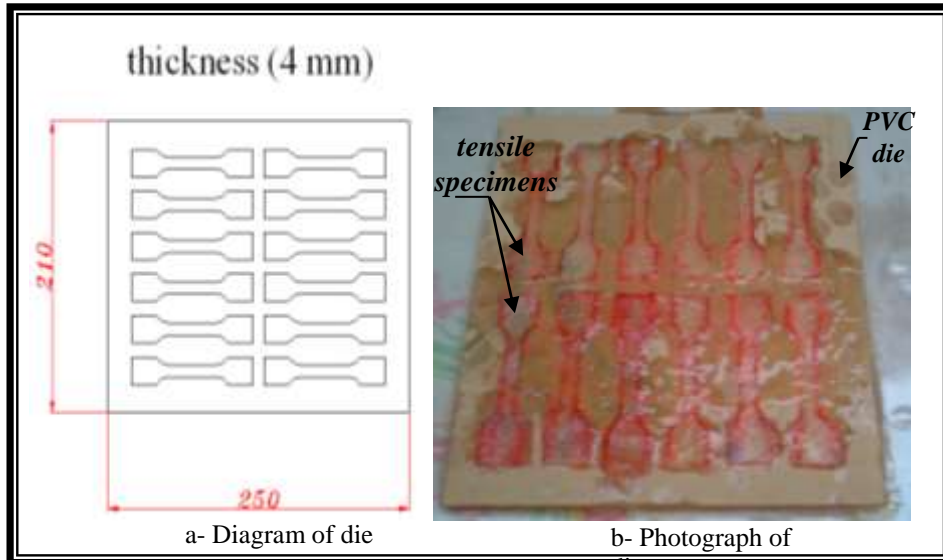 thickness (4 mm)
210
250
a- Diagram of die
tensile
specimens
PVC
die
b- Photograph of